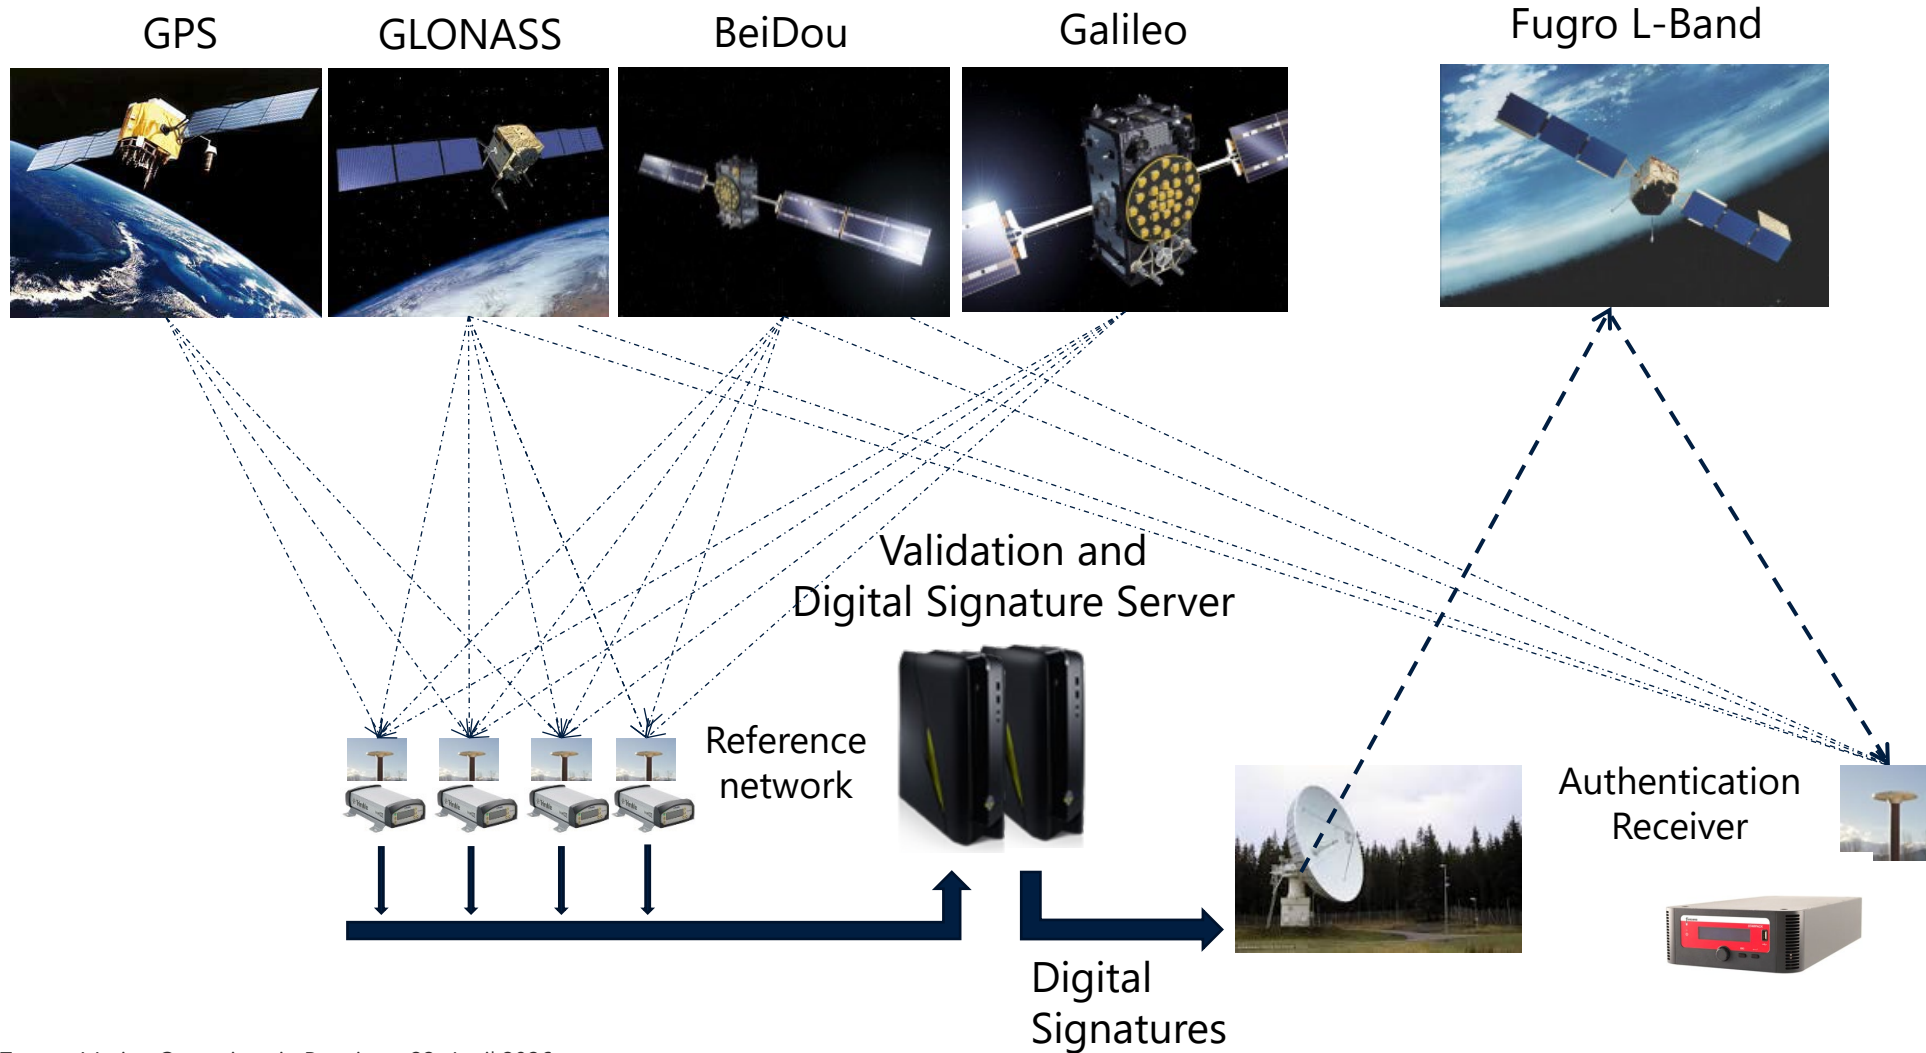 GPS
GLONASS
BeiDou
Galileo
Fugro L-Band
Validation and
Digital Signature Server
Reference
network
Authentication
Receiver
Digital
Signatures